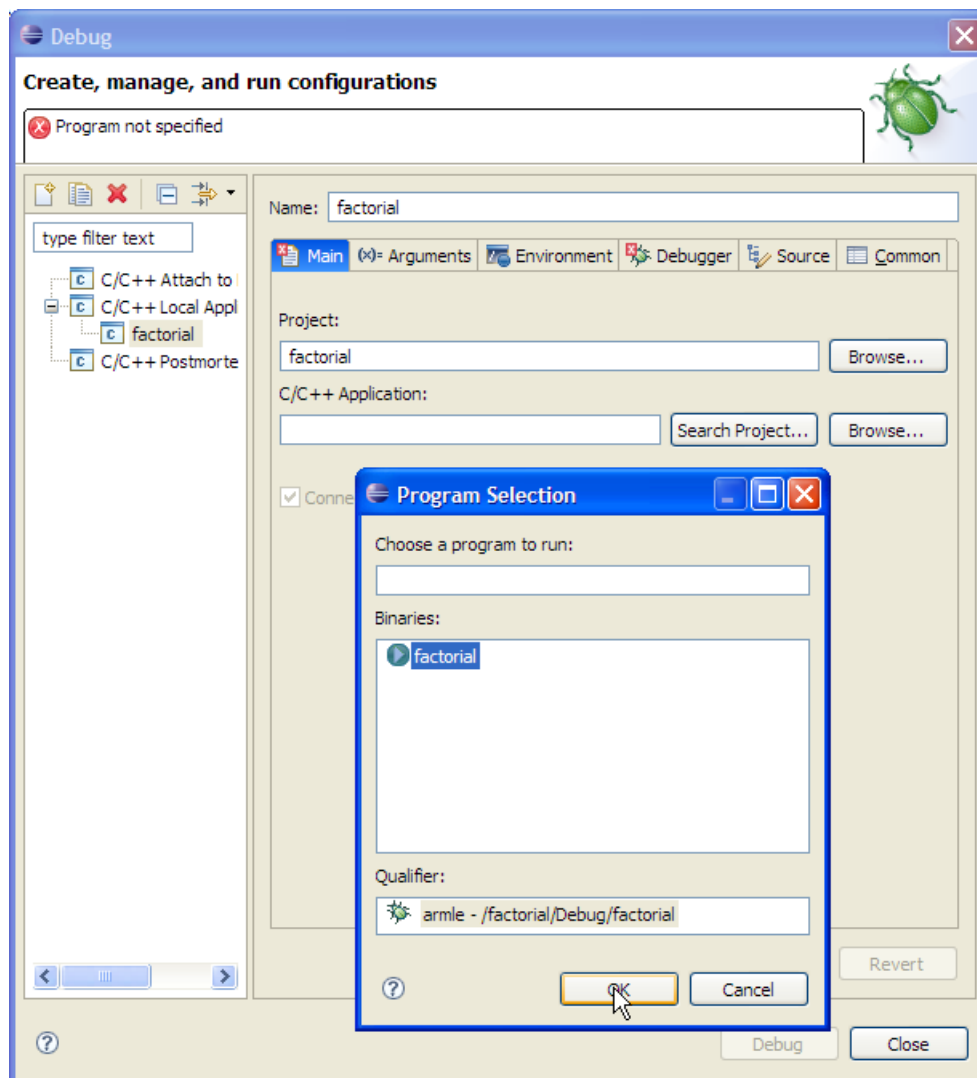 Debug
Create, manage, and run configurations
Program not specified
type filter text
C/C++ Attach to
C/C++ Local Appl
factorial
C/C++ Postmorte
Name: factorial
Main (x)= Arguments Environment Debugger Source Common
Project:
factorial Browse...
C/C++ Application:
Search Project... Browse...
Conne
Program Selection
Choose a program to run:
Binaries:
factorial
Qualifier:
armle - /factorial/Debug/factorial
OK Cancel
Revert
Debug Close